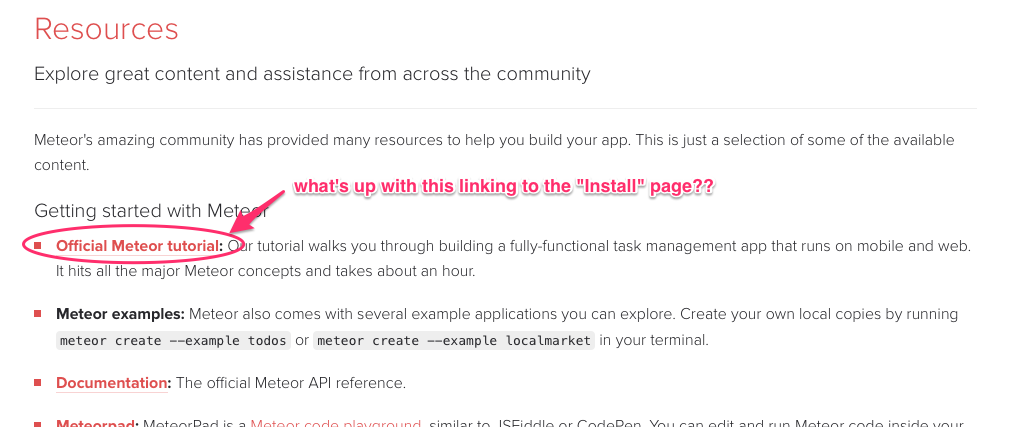 Resources
Explore great content and assistance from across the community
Meteor's amazing community has provided many resources to help you build your app. This is just a selection of some of the available
content.
what's up with this linking to the "Install" page??
Getting started with Meteor
Official Meteor tutorial: Our tutorial walks you through building a fully-functional task management app that runs on mobile and web.
It hits all the major Meteor concepts and takes about an hour.
Meteor examples: Meteor also comes with several example applications you can explore. Create your own local copies by running
meteor create --example todos or meteor create --example localmarket in your terminal.
Documentation: The official Meteor API reference.
Meteorpad: MeteorPad is a Meteor code playground, similar to JSFiddle or CodePen. You can edit and run Meteor code inside your